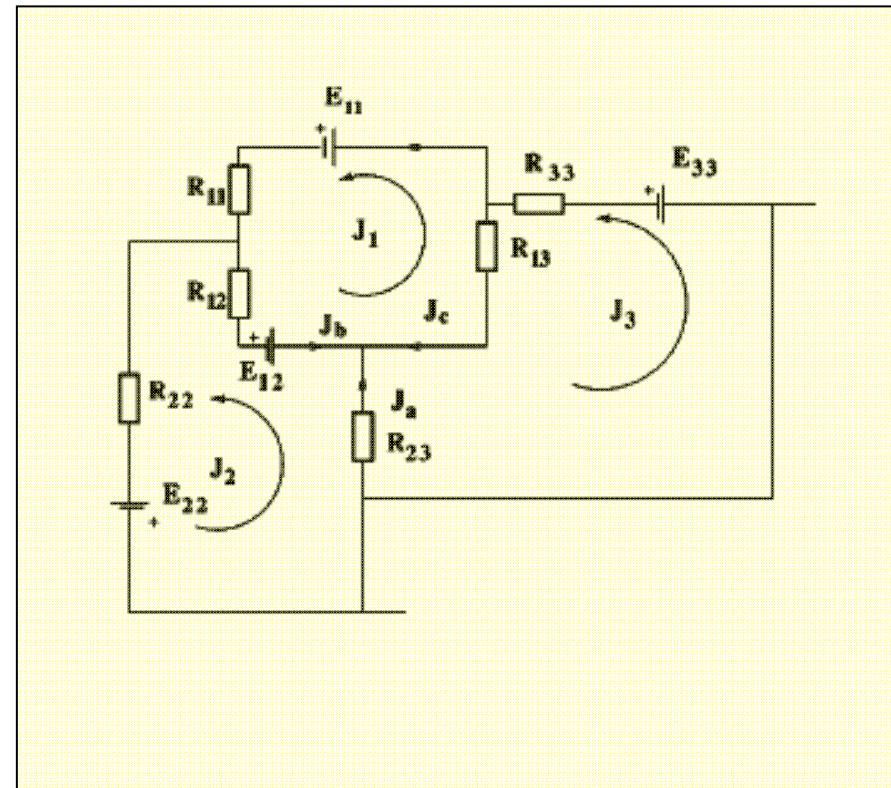 E11
+
R33
E33
+
R11
J1
R13
R12
Jb
Jc
J3
+
E12
R22
Ja
R23
J2
E22
+